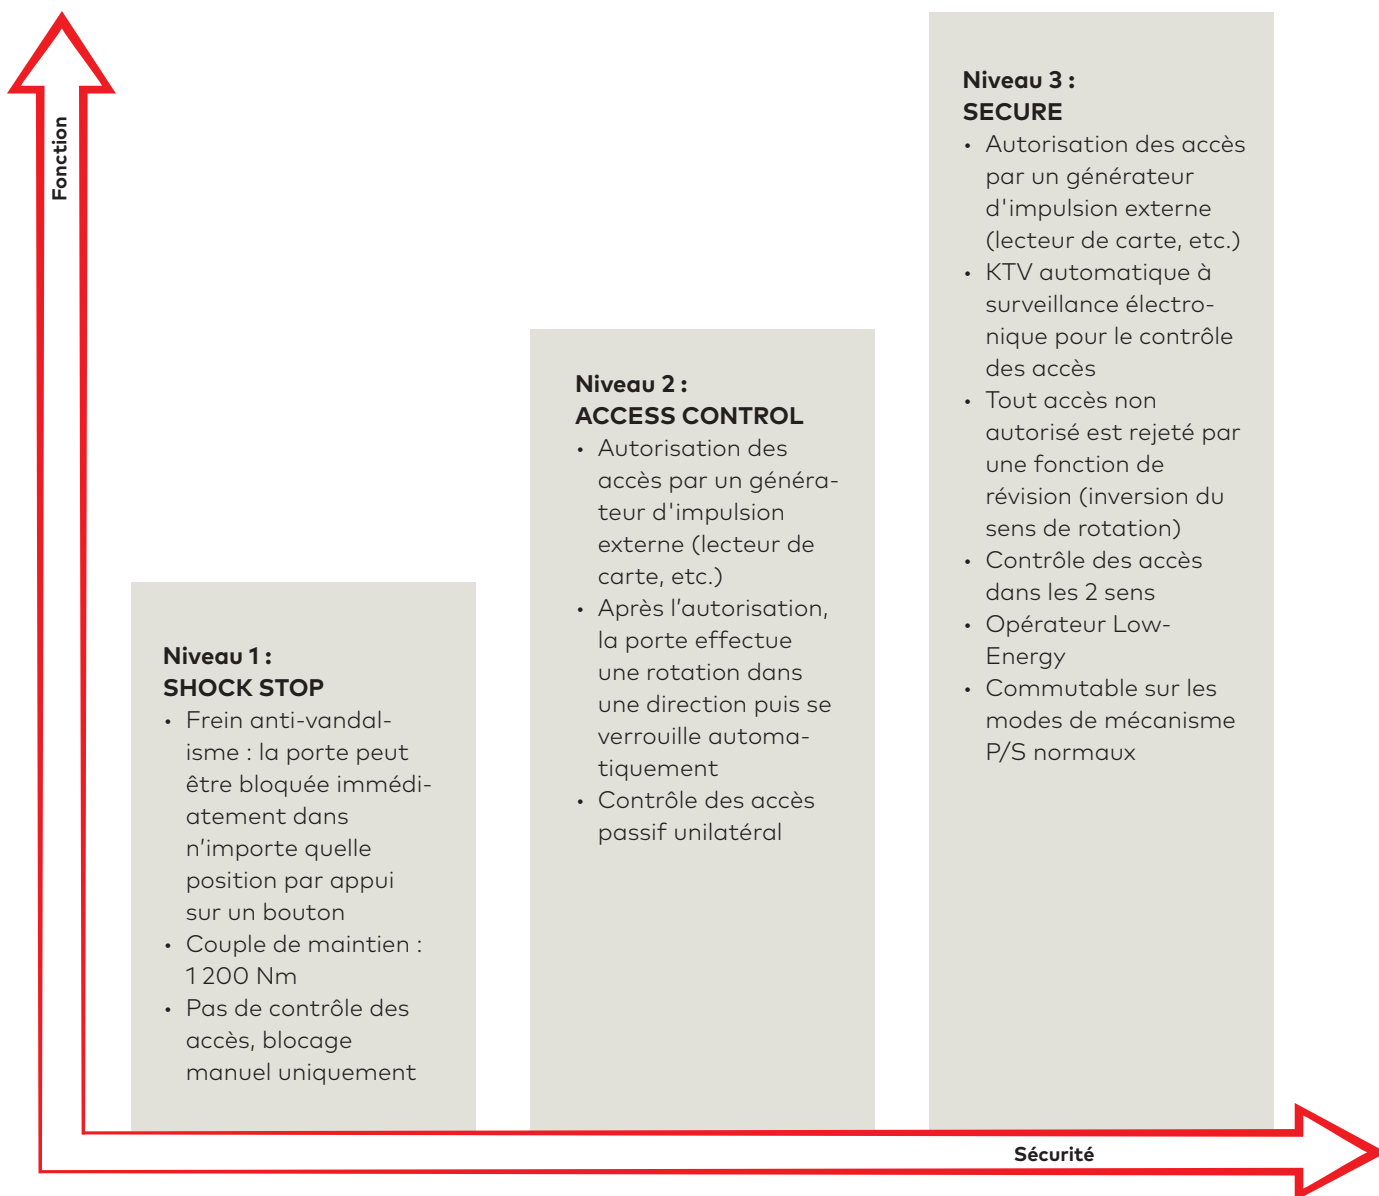 Fonction
Niveau 1 :
SHOCK STOP
• Frein anti-vandal-
isme : la porte peut
être bloquée immédi-
atement dans
n’importe quelle
position par appui
sur un bouton
• Couple de maintien :
1 200 Nm
• Pas de contrôle des
accès, blocage
manuel uniquement
Niveau 2 :
ACCESS CONTROL
• Autorisation des
accès par un généra-
teur d'impulsion
externe (lecteur de
carte, etc.)
• Après l’autorisation,
la porte effectue
une rotation dans
une direction puis se
verrouille automa-
tiquement
• Contrôle des accès
passif unilatéral
Niveau 3 :
SECURE
• Autorisation des accès
par un générateur
d'impulsion externe
(lecteur de carte, etc.)
• KTV automatique à
surveillance électro-
nique pour le contrôle
des accès
• Tout accès non
autorisé est rejeté par
une fonction de
révision (inversion du
sens de rotation)
• Contrôle des accès
dans les 2 sens
• Opérateur Low-
Energy
• Commutable sur les
modes de mécanisme
P/S normaux
Sécurité